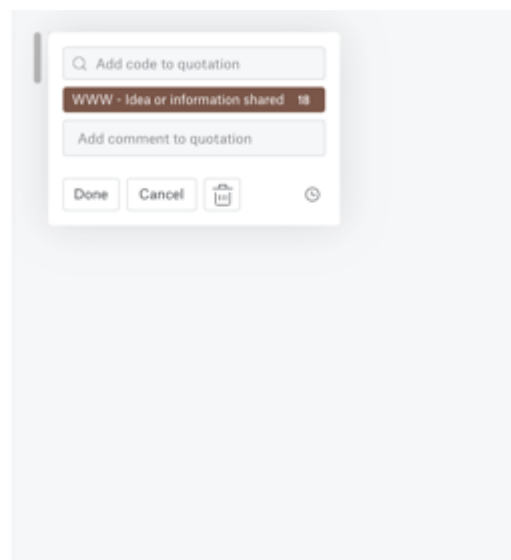 Add code to quotation
WWW - Idea or information shared 18
Add comment to quotation
Done Cancel